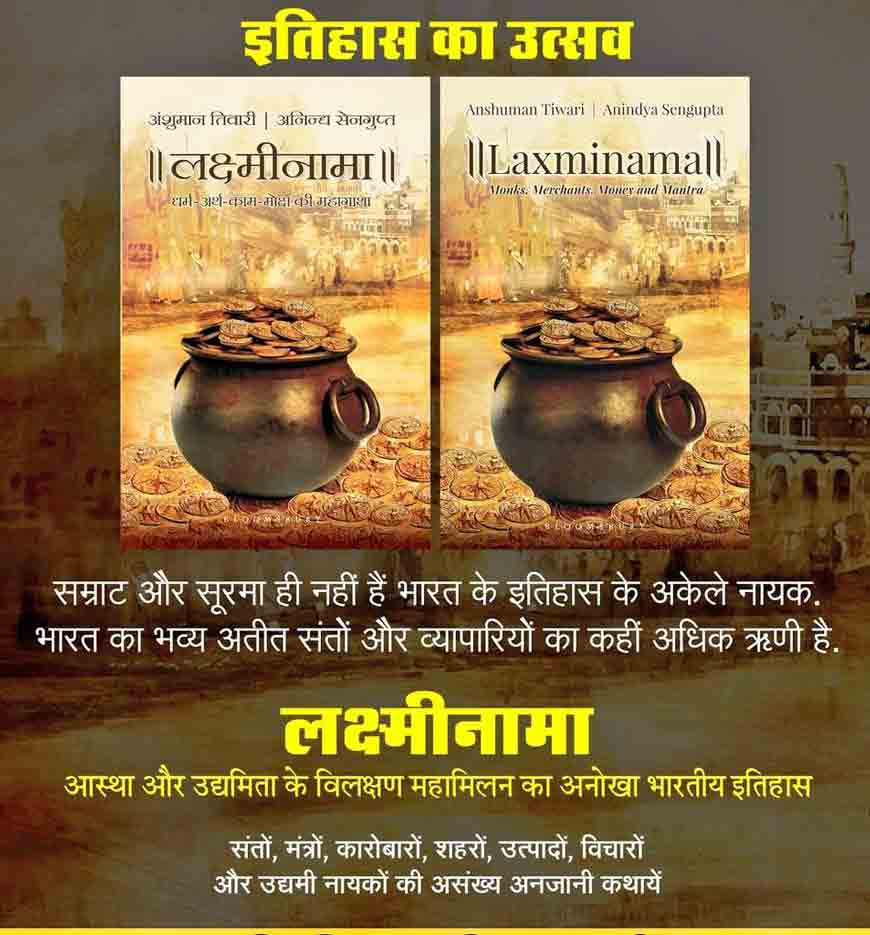 इतिहास का उत्सव
अंशुमान तिवारी | अनिन्द्य सेनगुप्त
॥लक्ष्मीनामा॥
धर्म-अर्थ-काम-मोक्ष की महागाथा
BLOOMSBURY
Anshuman Tiwari | Anindya Sengupta
||Laxminama||
Monks, Merchants, Money and Mantra
BLOOMSBURY
सम्राट और सूरमा ही नहीं हैं भारत के इतिहास के अकेले नायक.
भारत का भव्य अतीत संतों और व्यापारियों का कहीं अधिक ऋणी है.
लक्ष्मीनामा
आस्था और उद्यमिता के विलक्षण महामिलन का अनोखा भारतीय इतिहास
संतों, मंत्रों, कारोबारों, शहरों, उत्पादों, विचारों
और उद्यमी नायकों की असंख्य अनजानी कथायें